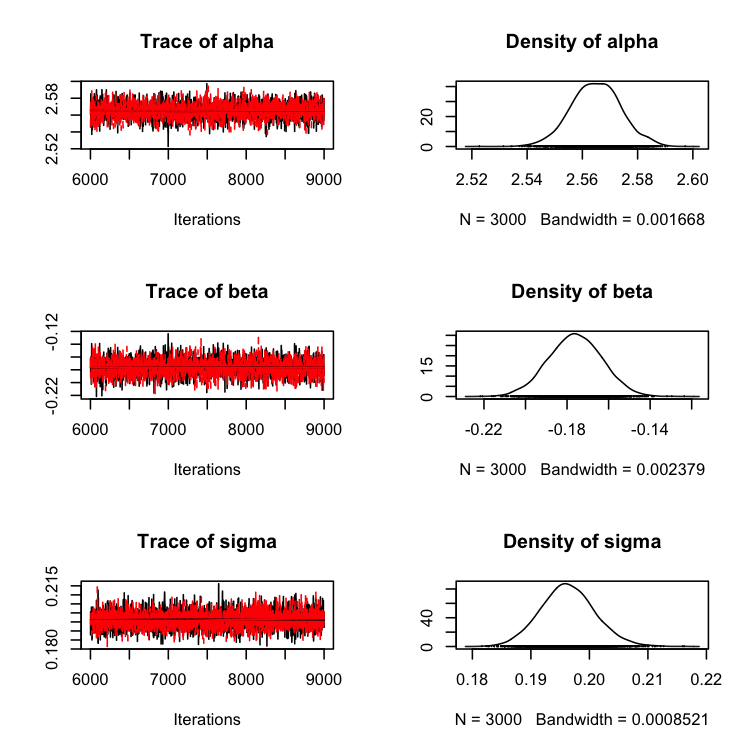 Trace of alpha
2.52 2.58
6000 7000 8000 9000
Iterations
Density of alpha
0 20
2.52 2.54 2.56 2.58 2.60
N = 3000 Bandwidth = 0.001668
Trace of beta
-0.22 -0.12
6000 7000 8000 9000
Iterations
Density of beta
0 15
-0.22 -0.18 -0.14
N = 3000 Bandwidth = 0.002379
Trace of sigma
0.180 0.215
6000 7000 8000 9000
Iterations
Density of sigma
0 40
0.18 0.19 0.20 0.21 0.22
N = 3000 Bandwidth = 0.0008521